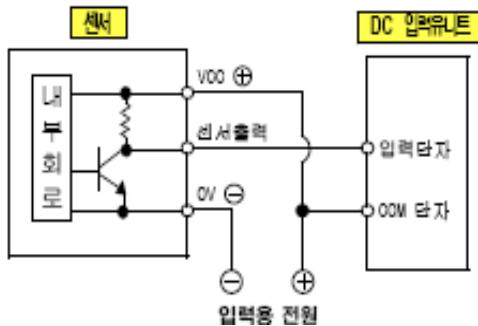 센서
DC 입력유니트
VCC ⊕
내부회로
센서출력
입력단자
0V ⊖
COM 단자
⊖ ⊕
입력용 전원